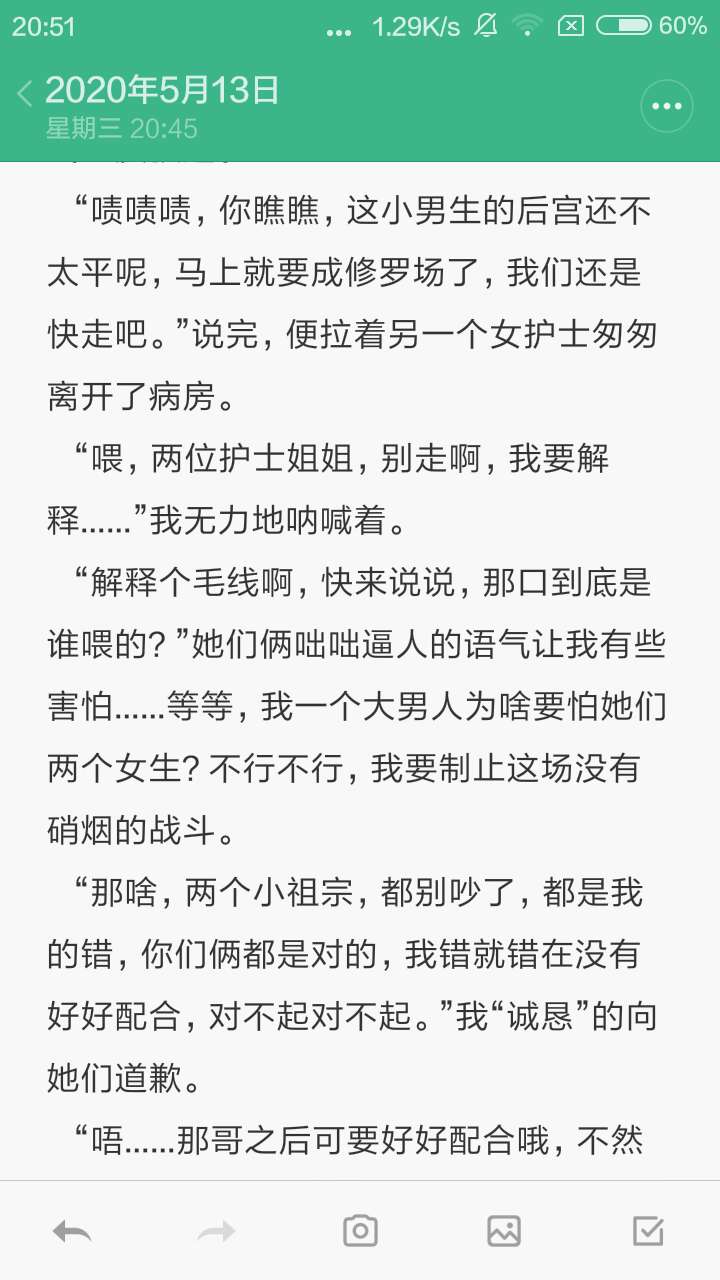 20:51
... 1.29K/s 60%
2020年5月13日
星期三 20:45
“啧啧啧，你瞧瞧，这小男生的后宫还不
太平呢，马上就要成修罗场了，我们还是
快走吧。”说完，便拉着另一个女护士匆匆
离开了病房。
“喂，两位护士姐姐，别走啊，我要解
释......”我无力地呐喊着。
“解释个毛线啊，快来说说，那口到底是
谁喂的？”她们俩咄咄逼人的语气让我有些
害怕......等等，我一个大男人为啥要怕她们
两个女生？不行不行，我要制止这场没有
硝烟的战斗。
“那啥，两个小祖宗，都别吵了，都是我
的错，你们俩都是对的，我错就错在没有
好好配合，对不起对不起。”我“诚恳”的向
她们道歉。
“唔......那哥之后可要好好配合哦，不然